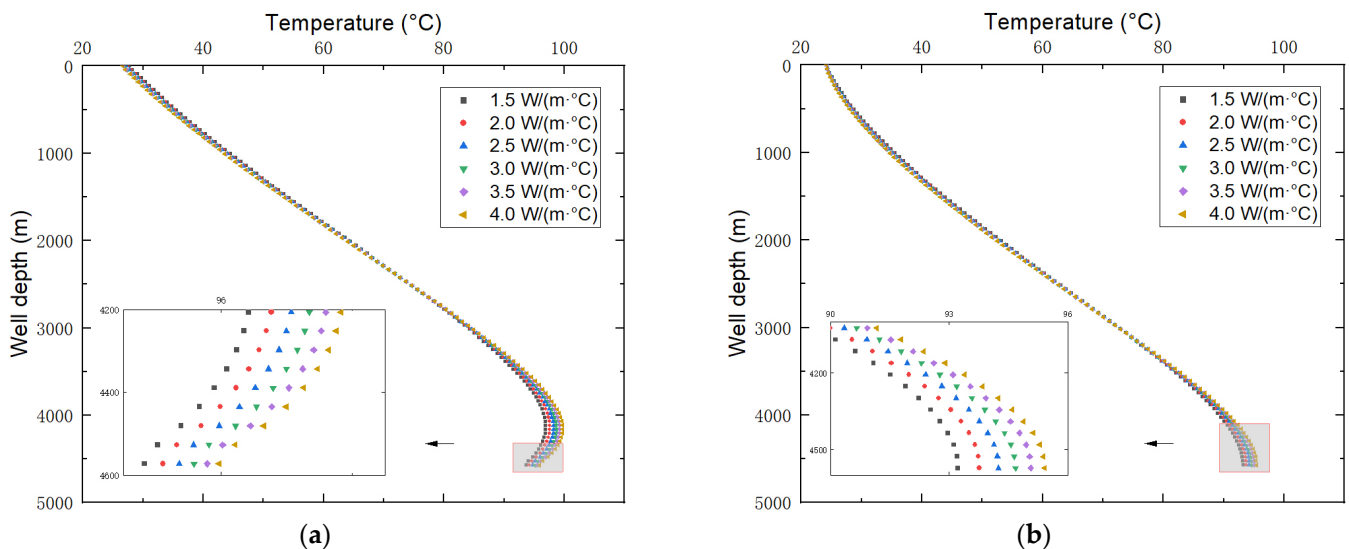 Temperature (°C)
20 40 60 80 100
0
1000
2000
3000
4000
5000
Well depth (m)
1.5 W/(m·°C)
2.0 W/(m·°C)
2.5 W/(m·°C)
3.0 W/(m·°C)
3.5 W/(m·°C)
4.0 W/(m·°C)
96
4200
4400
4600
(a)
Temperature (°C)
20 40 60 80 100
0
1000
2000
3000
4000
5000
Well depth (m)
1.5 W/(m·°C)
2.0 W/(m·°C)
2.5 W/(m·°C)
3.0 W/(m·°C)
3.5 W/(m·°C)
4.0 W/(m·°C)
90 93 96
4200
4500
(b)